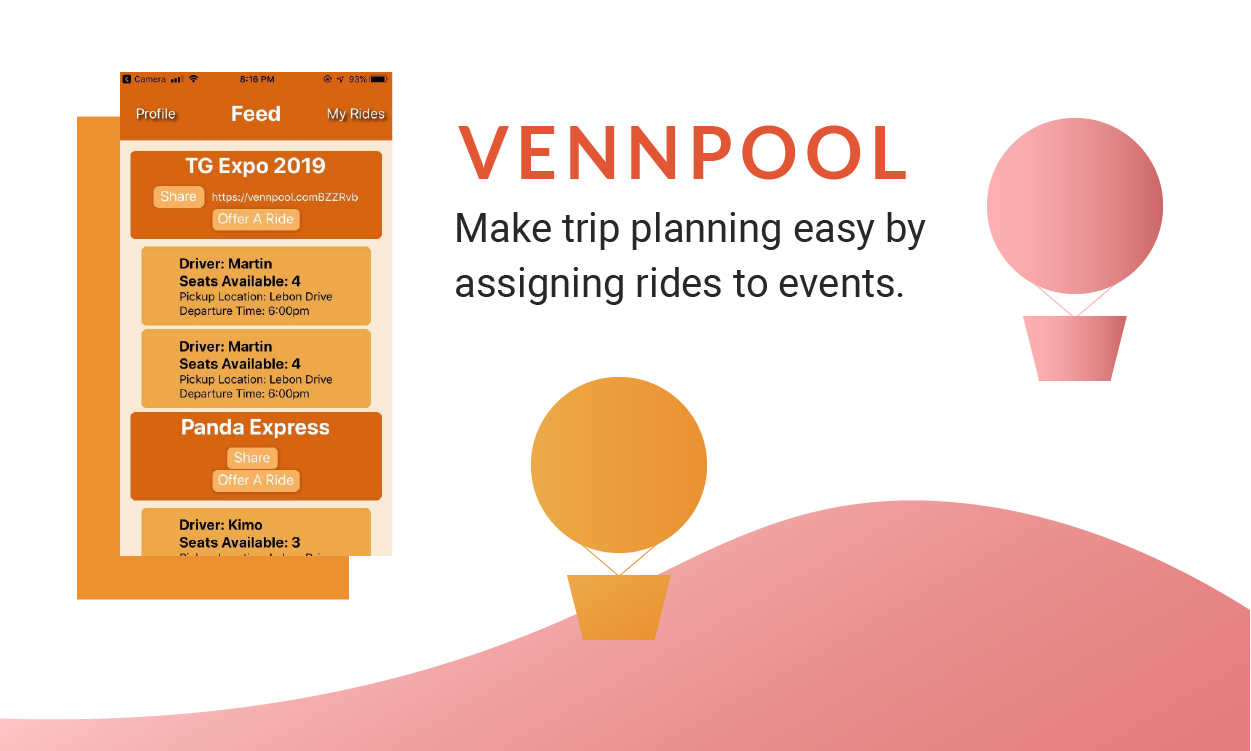 Camera 8:16 PM 93%
Profile Feed My Rides
TG Expo 2019
Share https://vennpool.comBZZRvb
Offer A Ride
Driver: Martin
Seats Available: 4
Pickup Location: Lebon Drive
Departure Time: 6:00pm
Driver: Martin
Seats Available: 4
Pickup Location: Lebon Drive
Departure Time: 6:00pm
Panda Express
Share
Offer A Ride
Driver: Kimo
Seats Available: 3
VENNPOOL
Make trip planning easy by
assigning rides to events.